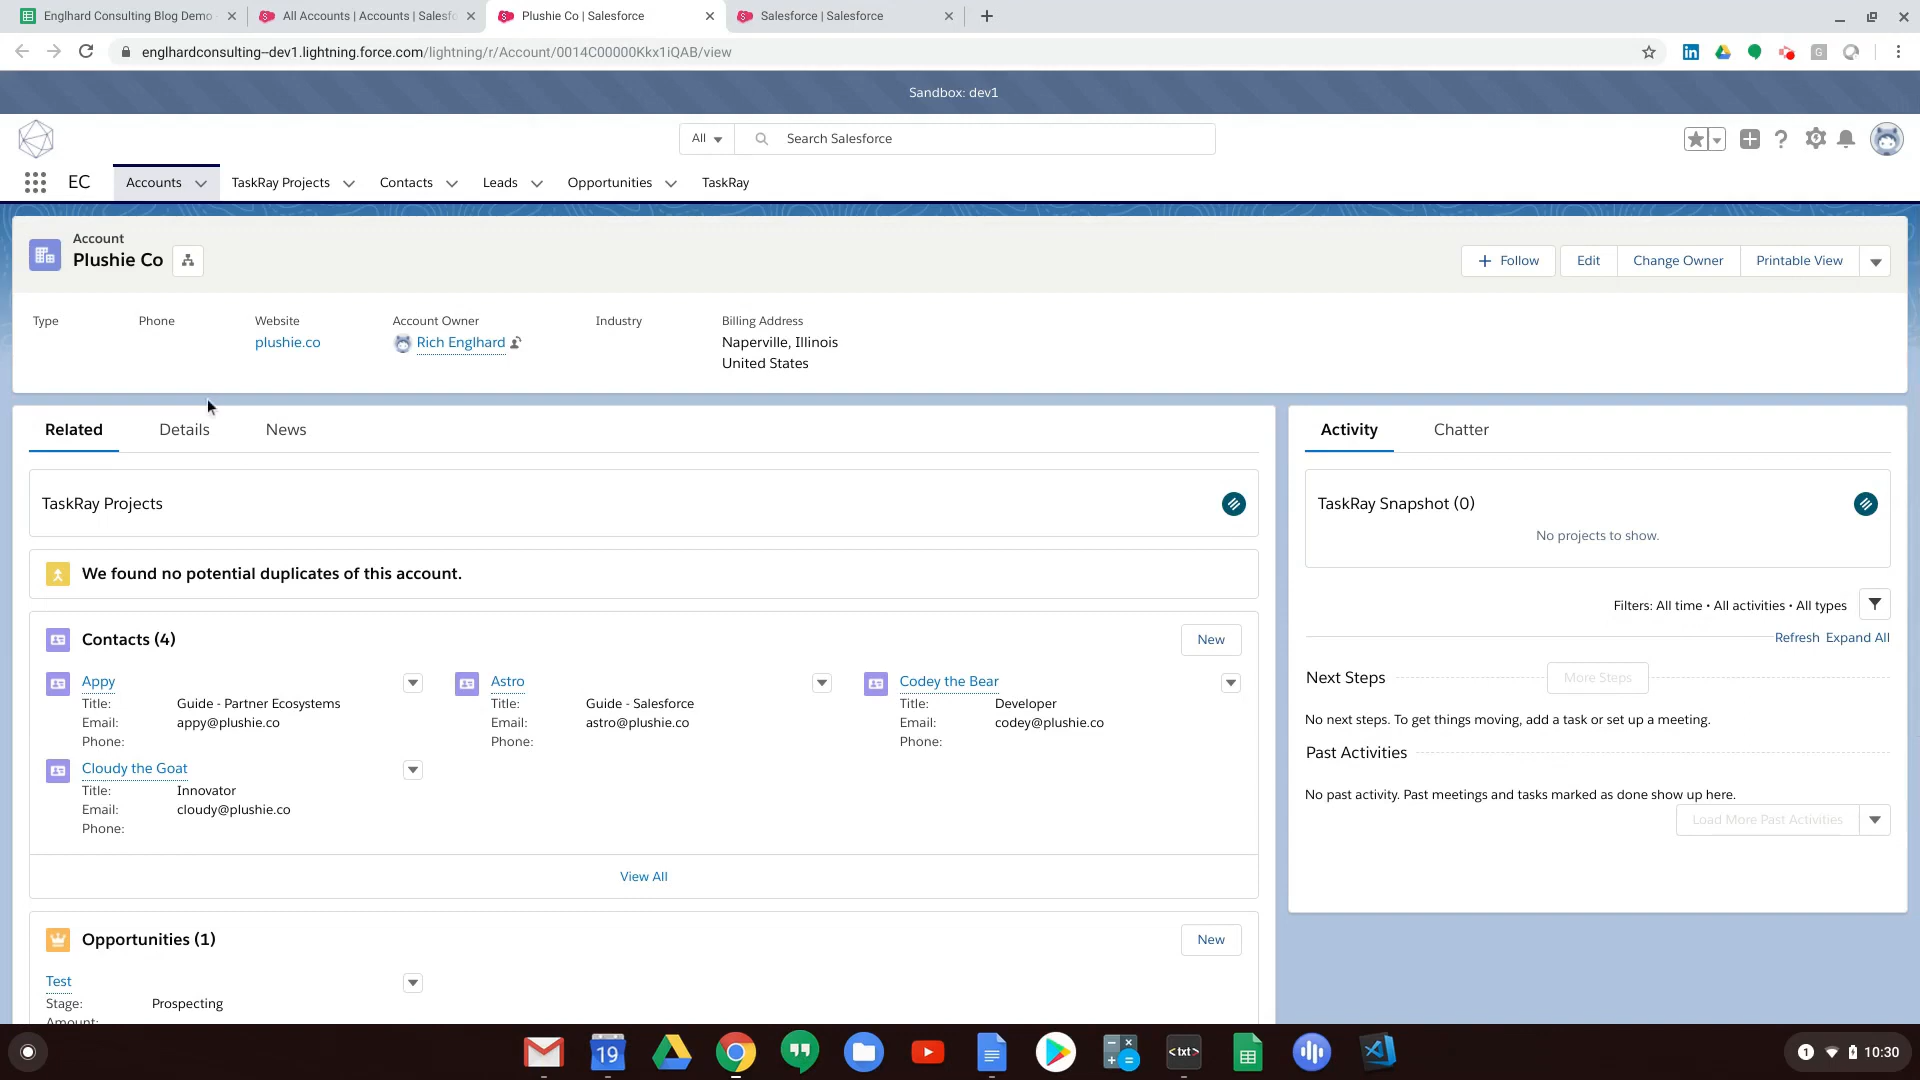 Englhard Consulting Blog Demo
All Accounts | Accounts | Salesfo
Plushie Co | Salesforce
Salesforce | Salesforce
englhardconsulting--dev1.lightning.force.com/lightning/r/Account/0014C00000Kkx1iQAB/view
Sandbox: dev1
All
Search Salesforce
EC
Accounts
TaskRay Projects
Contacts
Leads
Opportunities
TaskRay
Account
Plushie Co
Follow
Edit
Change Owner
Printable View
Type
Phone
Website
Account Owner
Industry
Billing Address
plushie.co
Rich Englhard
Naperville, Illinois
United States
Related
Details
News
TaskRay Projects
We found no potential duplicates of this account.
Contacts (4)
New
Appy
Title: Guide - Partner Ecosystems
Email: appy@plushie.co
Phone:
Astro
Title: Guide - Salesforce
Email: astro@plushie.co
Phone:
Codey the Bear
Title: Developer
Email: codey@plushie.co
Phone:
Cloudy the Goat
Title: Innovator
Email: cloudy@plushie.co
Phone:
View All
Opportunities (1)
New
Test
Stage: Prospecting
Amount:
Activity
Chatter
TaskRay Snapshot (0)
No projects to show.
Filters: All time • All activities • All types
Refresh
Expand All
Next Steps
More Steps
No next steps. To get things moving, add a task or set up a meeting.
Past Activities
No past activity. Past meetings and tasks marked as done show up here.
Load More Past Activities
19
<txt>
1
10:30